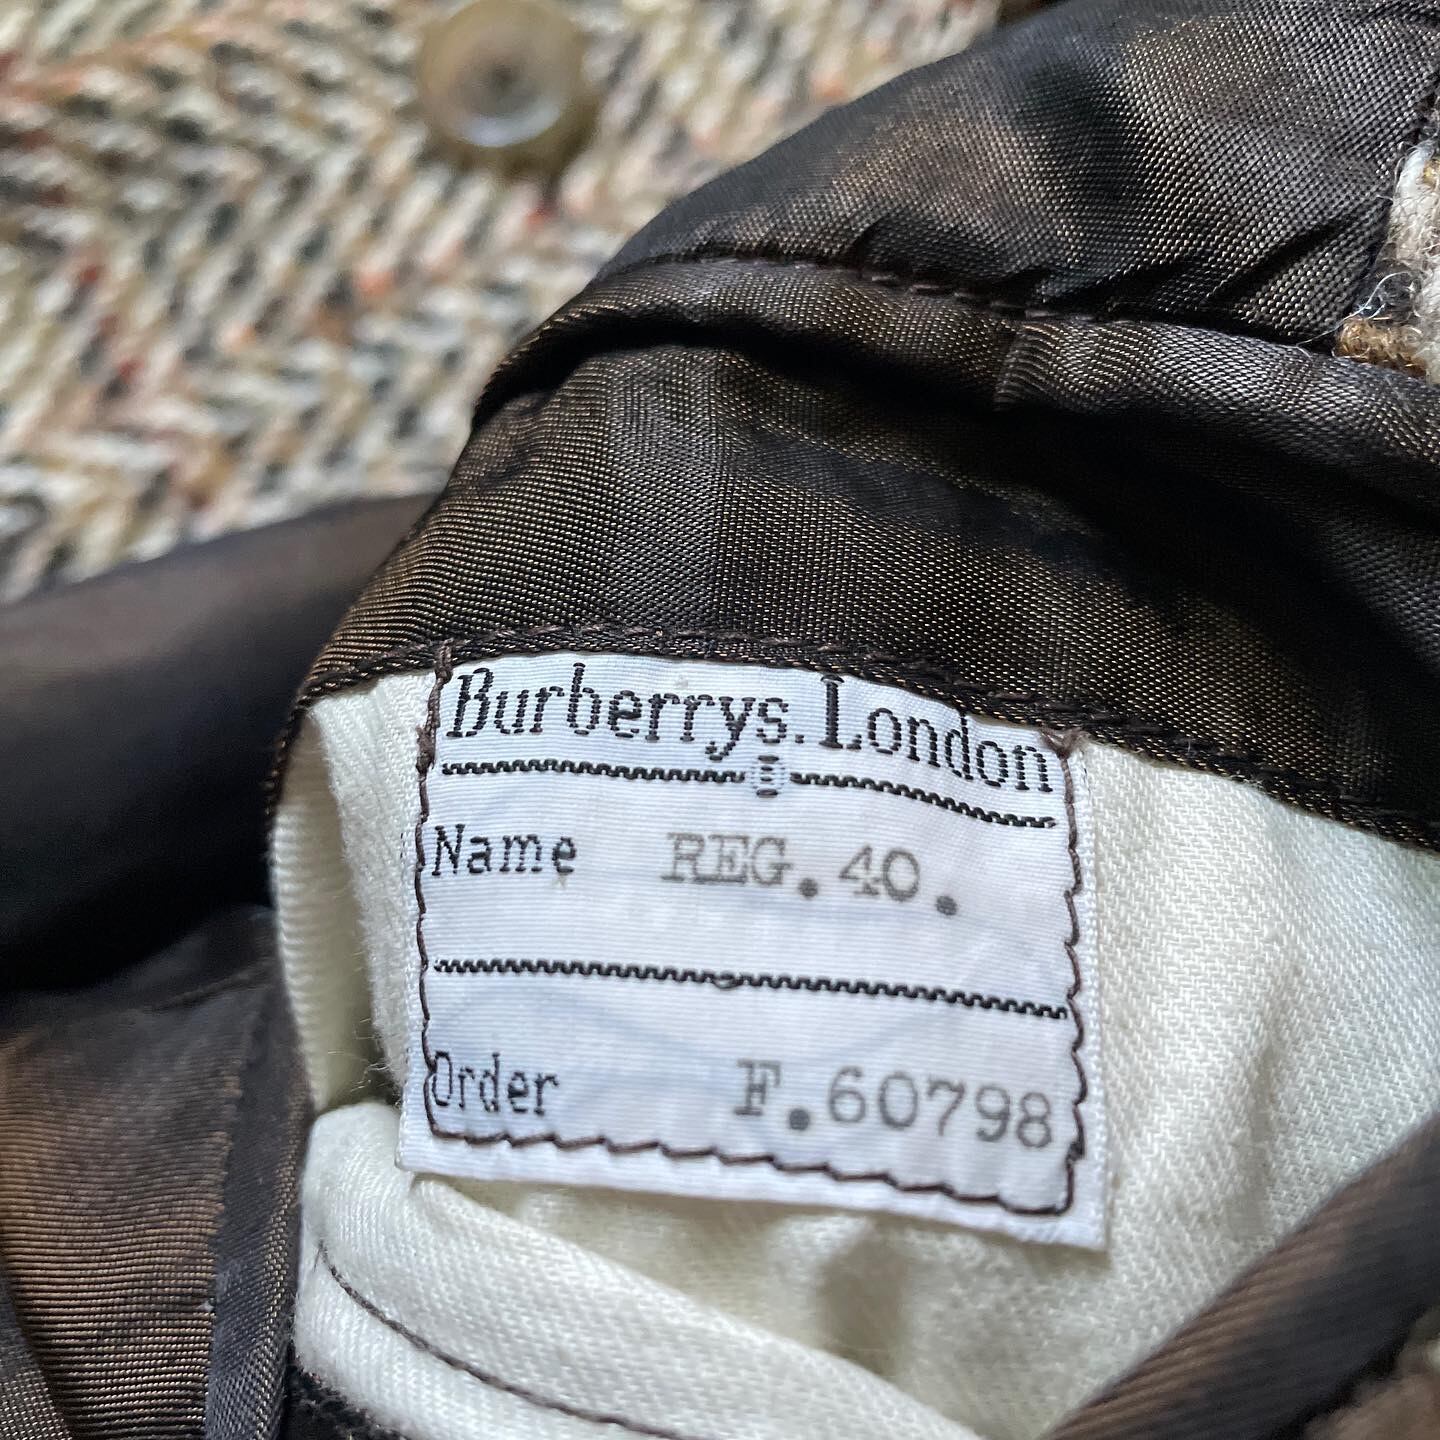 Burberrys. London
Name REG.40.
Order F.60798